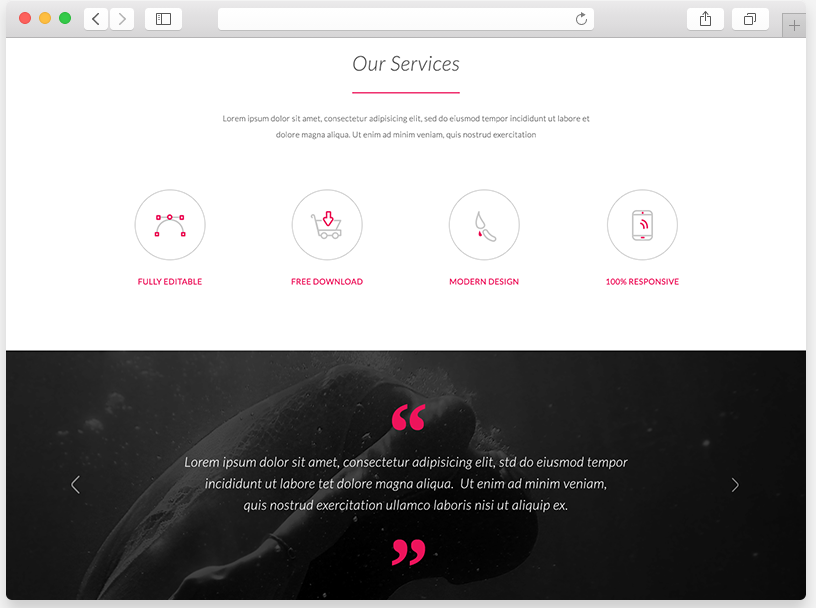 Our Services
Lorem ipsum dolor sit amet, consectetur adipisicing elit, sed do eiusmod tempor incididunt ut labore et
dolore magna aliqua. Ut enim ad minim veniam, quis nostrud exercitation
FULLY EDITABLE
FREE DOWNLOAD
MODERN DESIGN
100% RESPONSIVE
“
Lorem ipsum dolor sit amet, consectetur adipisicing elit, std do eiusmod tempor
incididunt ut labore tet dolore magna aliqua. Ut enim ad minim veniam,
quis nostrud exercitation ullamco laboris nisi ut aliquip ex.
”